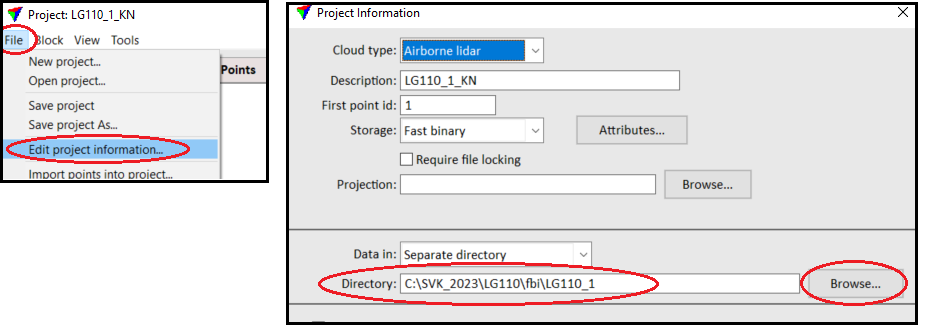 Project: LG110_1_KN
File Block View Tools
New project...
Open project...
Points
Save project
Save project As...
Edit project information...
Import points into project...
Project Information
Cloud type: Airborne lidar
Description: LG110_1_KN
First point id: 1
Storage: Fast binary
Attributes...
Require file locking
Projection:
Browse...
Data in: Separate directory
Directory: C:\SVK_2023\LG110\fbi\LG110_1
Browse...